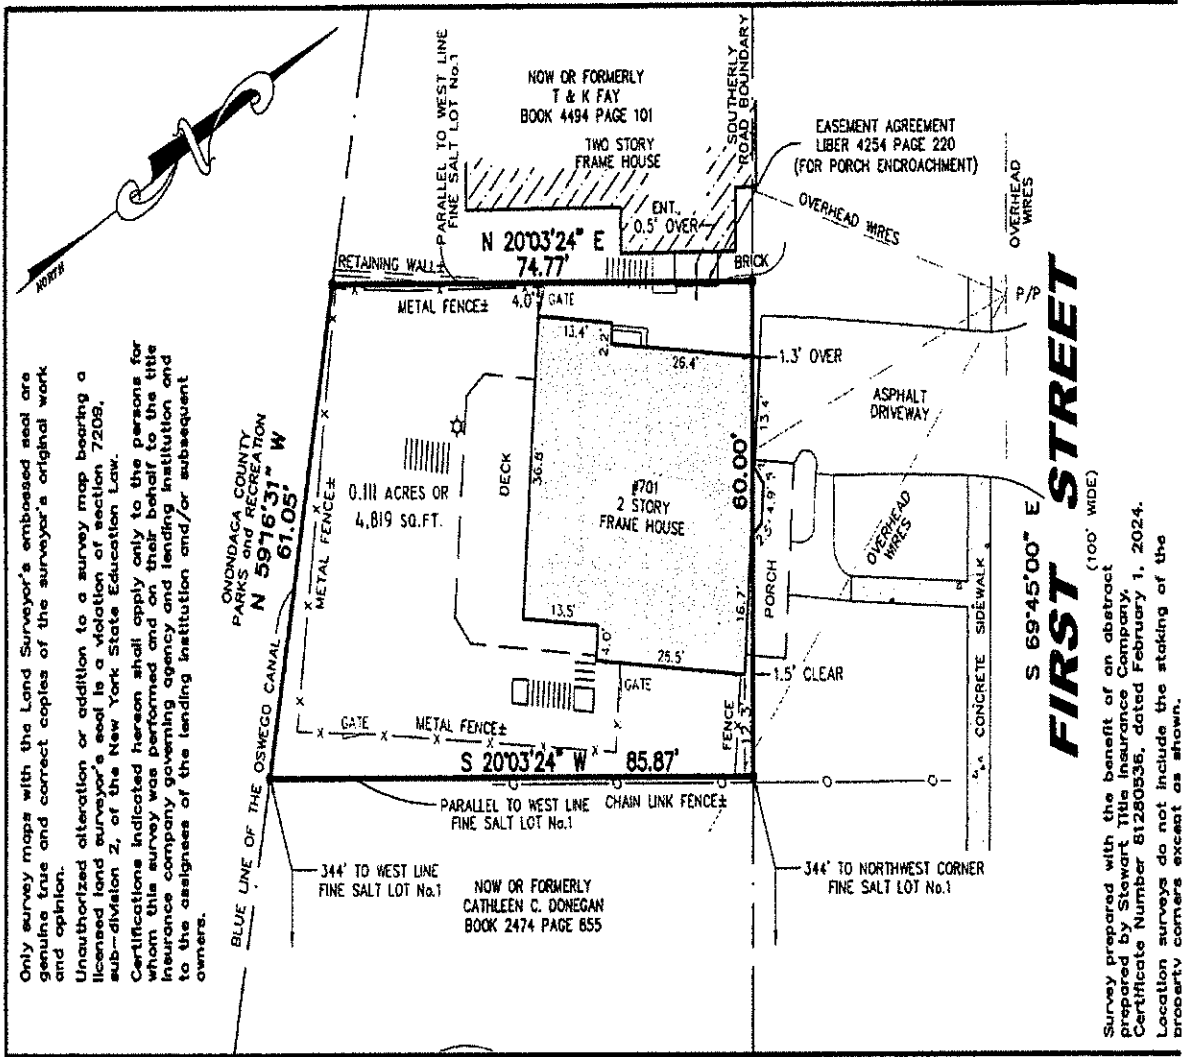 Only survey maps with the Land Surveyor's embossed seal are
genuine true and correct copies of the surveyor's original work
and opinion.
Unauthorized alteration or addition to a survey map bearing a
licensed land surveyor's seal is a violation of section 7209,
sub-division 2, of the New York State Education Law.
Certifications indicated hereon shall apply only to the persons for
whom this survey was performed and on their behalf to the title
insurance company governing agency and lending institution and
to the assignees of the lending institution and/or subsequent
owners.
NORTH
PARALLEL TO WEST LINE
FINE SALT LOT No.1
NOW OR FORMERLY
T & K FAY
BOOK 4494 PAGE 101
TWO STORY
FRAME HOUSE
SOUTHERLY
ROAD BOUNDARY
EASEMENT AGREEMENT
LIBER 4254 PAGE 220
(FOR PORCH ENCROACHMENT)
OVERHEAD
WIRES
OVERHEAD WIRES
ENT.
0.5' OVER
N 20°03'24" E
74.77'
BRICK
RETAINING WALL±
METAL FENCE±
4.0'
GATE
P/P
13.4'
2.2'
26.4'
1.3' OVER
ASPHALT
DRIVEWAY
13.4'
60.00'
ONONDAGA COUNTY
PARKS and RECREATION
N 59°16'31" W
61.05'
METAL FENCE±
0.111 ACRES OR
4,819 SQ.FT.
DECK
36.8'
#701
2 STORY
FRAME HOUSE
4.9'
2.5'
OVERHEAD
WIRES
PORCH
16.7'
13.5'
4.0'
25.5'
1.5' CLEAR
GATE
FENCE
GATE
METAL FENCE±
S 20°03'24" W
85.87'
PARALLEL TO WEST LINE
FINE SALT LOT No.1
CHAIN LINK FENCE±
BLUE LINE OF THE OSWEGO CANAL
344' TO WEST LINE
FINE SALT LOT No.1
NOW OR FORMERLY
CATHLEEN C. DONEGAN
BOOK 2474 PAGE 655
344' TO NORTHWEST CORNER
FINE SALT LOT No.1
CONCRETE SIDEWALK
S 69°45'00" E
FIRST STREET
(100' WIDE)
Survey prepared with the benefit of an abstract
prepared by Stewart Title Insurance Company,
Certificate Number 61280536, dated February 1, 2024.
Location surveys do not include the staking of the
property corners except as shown.